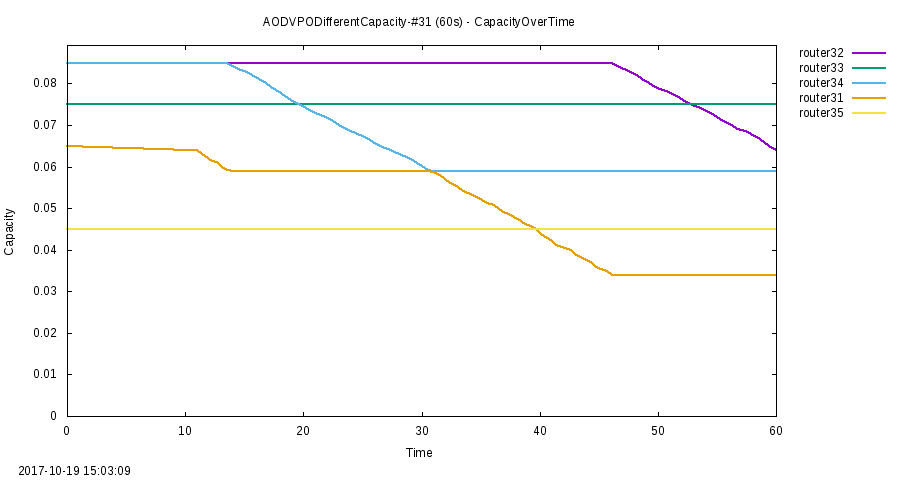 AODVPODifferentCapacity-#31 (60s) - CapacityOverTime
router32
router33
router34
router31
router35
0.08
0.07
0.06
0.05
0.04
0.03
0.02
0.01
0
Capacity
0 10 20 30 40 50 60
Time
2017-10-19 15:03:09